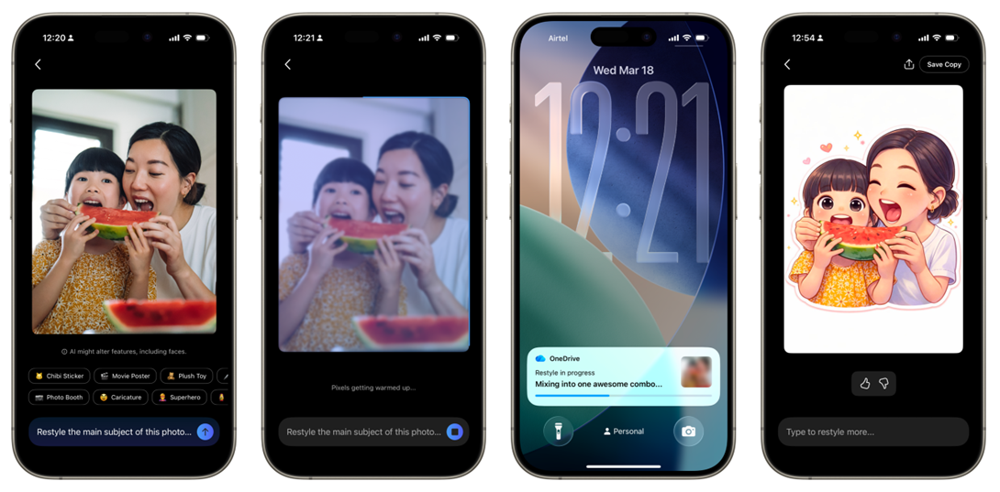 12:20
AI might alter features, including faces.
Chibi Sticker
Movie Poster
Plush Toy
Photo Booth
Caricature
Superhero
Restyle the main subject of this photo...
12:21
Pixels getting warmed up...
Restyle the main subject of this photo...
Airtel
Wed Mar 18
12:21
OneDrive
Restyle in progress
Mixing into one awesome combo...
Personal
12:54
Save Copy
Type to restyle more...